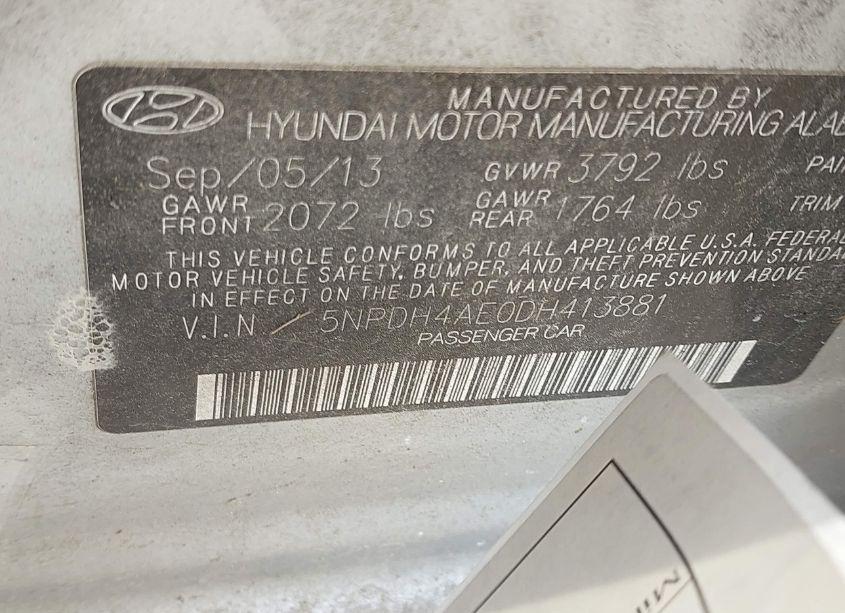 MANUFACTURED BY
HYUNDAI MOTOR MANUFACTURING ALAB
Sep/05/13 GVWR 3792 lbs PAI
GAWR FRONT 2072 lbs GAWR REAR 1764 lbs TRIM
THIS VEHICLE CONFORMS TO ALL APPLICABLE U.S.A. FEDERAL
MOTOR VEHICLE SAFETY, BUMPER, AND THEFT PREVENTION STANDA
IN EFFECT ON THE DATE OF MANUFACTURE SHOWN ABOVE
V.I.N / 5NPDH4AE0DH413881
PASSENGER CAR